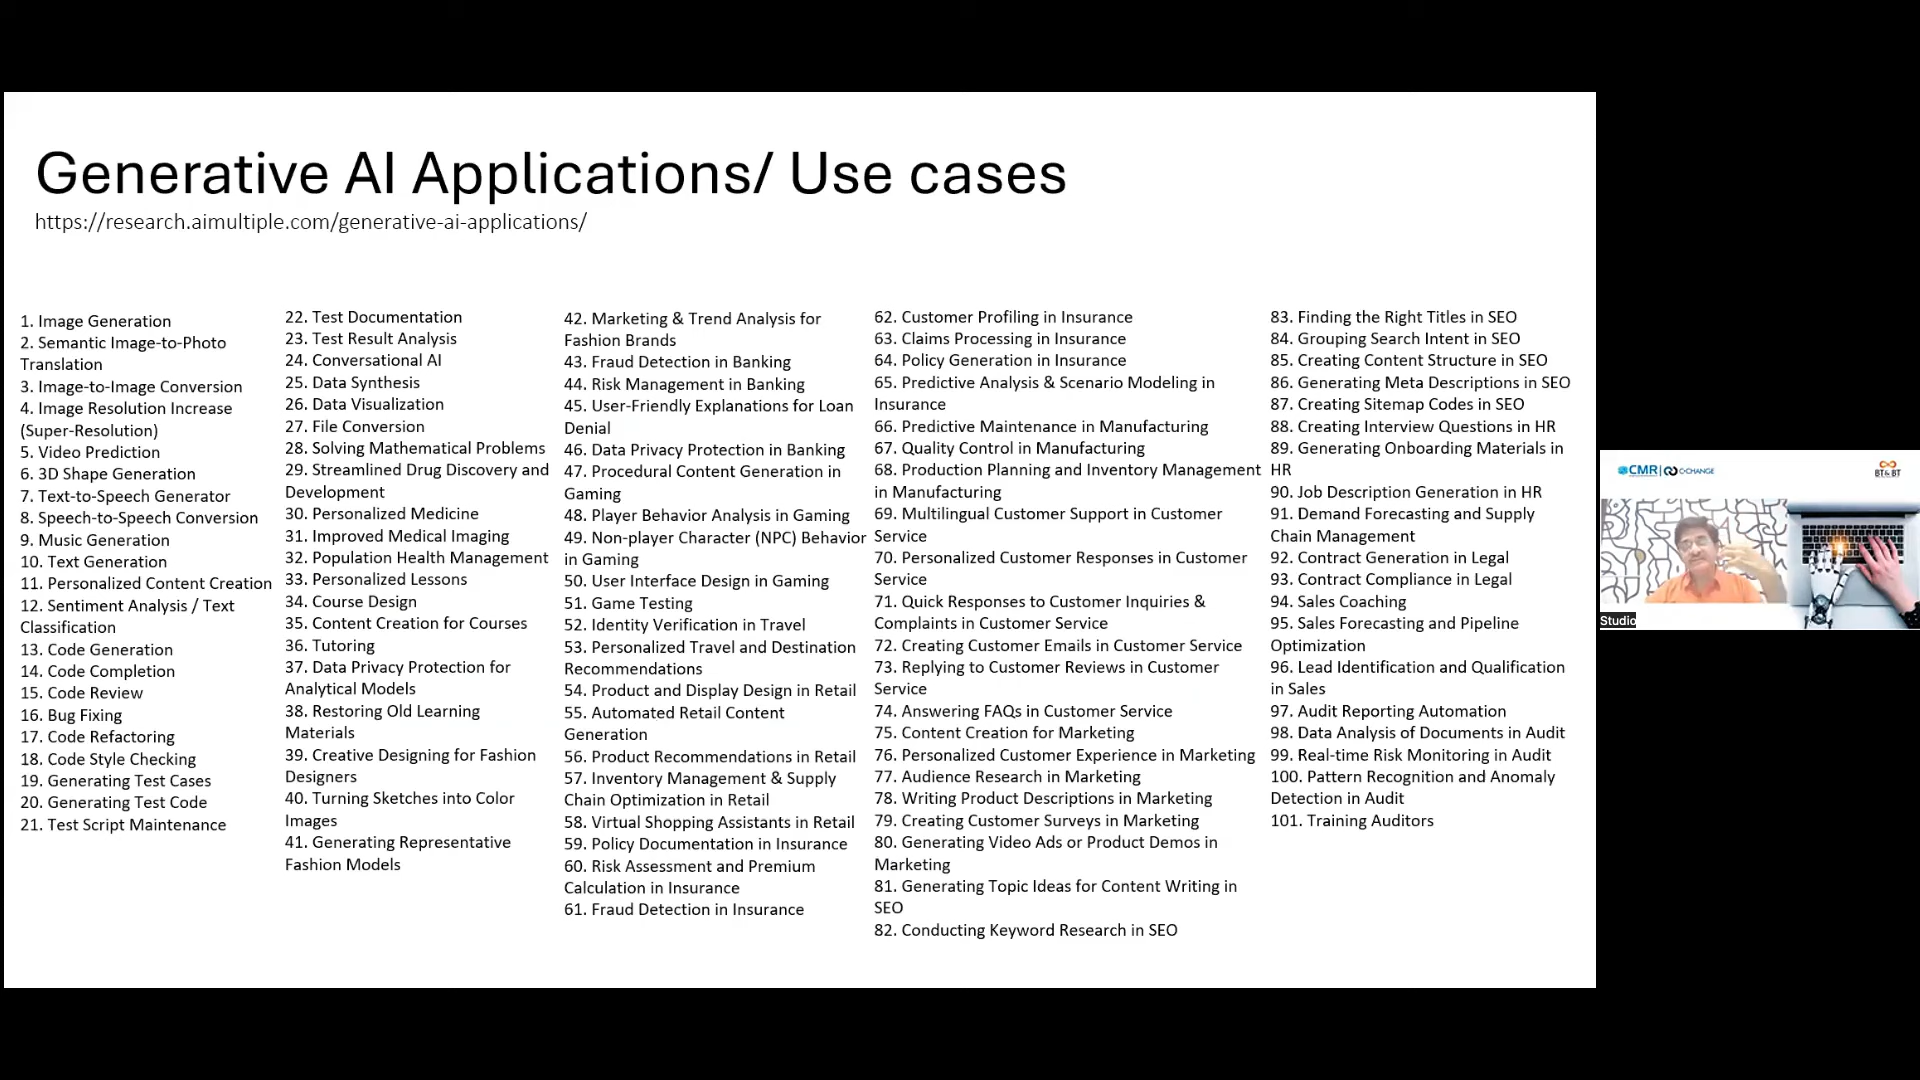 Generative AI Applications/ Use cases
https://research.aimultiple.com/generative-ai-applications/
1. Image Generation
2. Semantic Image-to-Photo
Translation
3. Image-to-Image Conversion
4. Image Resolution Increase
(Super-Resolution)
5. Video Prediction
6. 3D Shape Generation
7. Text-to-Speech Generator
8. Speech-to-Speech Conversion
9. Music Generation
10. Text Generation
11. Personalized Content Creation
12. Sentiment Analysis / Text
Classification
13. Code Generation
14. Code Completion
15. Code Review
16. Bug Fixing
17. Code Refactoring
18. Code Style Checking
19. Generating Test Cases
20. Generating Test Code
21. Test Script Maintenance
22. Test Documentation
23. Test Result Analysis
24. Conversational AI
25. Data Synthesis
26. Data Visualization
27. File Conversion
28. Solving Mathematical Problems
29. Streamlined Drug Discovery and
Development
30. Personalized Medicine
31. Improved Medical Imaging
32. Population Health Management
33. Personalized Lessons
34. Course Design
35. Content Creation for Courses
36. Tutoring
37. Data Privacy Protection for
Analytical Models
38. Restoring Old Learning
Materials
39. Creative Designing for Fashion
Designers
40. Turning Sketches into Color
Images
41. Generating Representative
Fashion Models
42. Marketing & Trend Analysis for
Fashion Brands
43. Fraud Detection in Banking
44. Risk Management in Banking
45. User-Friendly Explanations for Loan
Denial
46. Data Privacy Protection in Banking
47. Procedural Content Generation in
Gaming
48. Player Behavior Analysis in Gaming
49. Non-player Character (NPC) Behavior
in Gaming
50. User Interface Design in Gaming
51. Game Testing
52. Identity Verification in Travel
53. Personalized Travel and Destination
Recommendations
54. Product and Display Design in Retail
55. Automated Retail Content
Generation
56. Product Recommendations in Retail
57. Inventory Management & Supply
Chain Optimization in Retail
58. Virtual Shopping Assistants in Retail
59. Policy Documentation in Insurance
60. Risk Assessment and Premium
Calculation in Insurance
61. Fraud Detection in Insurance
62. Customer Profiling in Insurance
63. Claims Processing in Insurance
64. Policy Generation in Insurance
65. Predictive Analysis & Scenario Modeling in
Insurance
66. Predictive Maintenance in Manufacturing
67. Quality Control in Manufacturing
68. Production Planning and Inventory Management
in Manufacturing
69. Multilingual Customer Support in Customer
Service
70. Personalized Customer Responses in Customer
Service
71. Quick Responses to Customer Inquiries &
Complaints in Customer Service
72. Creating Customer Emails in Customer Service
73. Replying to Customer Reviews in Customer
Service
74. Answering FAQs in Customer Service
75. Content Creation for Marketing
76. Personalized Customer Experience in Marketing
77. Audience Research in Marketing
78. Writing Product Descriptions in Marketing
79. Creating Customer Surveys in Marketing
80. Generating Video Ads or Product Demos in
Marketing
81. Generating Topic Ideas for Content Writing in
SEO
82. Conducting Keyword Research in SEO
83. Finding the Right Titles in SEO
84. Grouping Search Intent in SEO
85. Creating Content Structure in SEO
86. Generating Meta Descriptions in SEO
87. Creating Sitemap Codes in SEO
88. Creating Interview Questions in HR
89. Generating Onboarding Materials in
HR
90. Job Description Generation in HR
91. Demand Forecasting and Supply
Chain Management
92. Contract Generation in Legal
93. Contract Compliance in Legal
94. Sales Coaching
95. Sales Forecasting and Pipeline
Optimization
96. Lead Identification and Qualification
in Sales
97. Audit Reporting Automation
98. Data Analysis of Documents in Audit
99. Real-time Risk Monitoring in Audit
100. Pattern Recognition and Anomaly
Detection in Audit
101. Training Auditors
CMR C-CHANGE
BT& BT
Studio